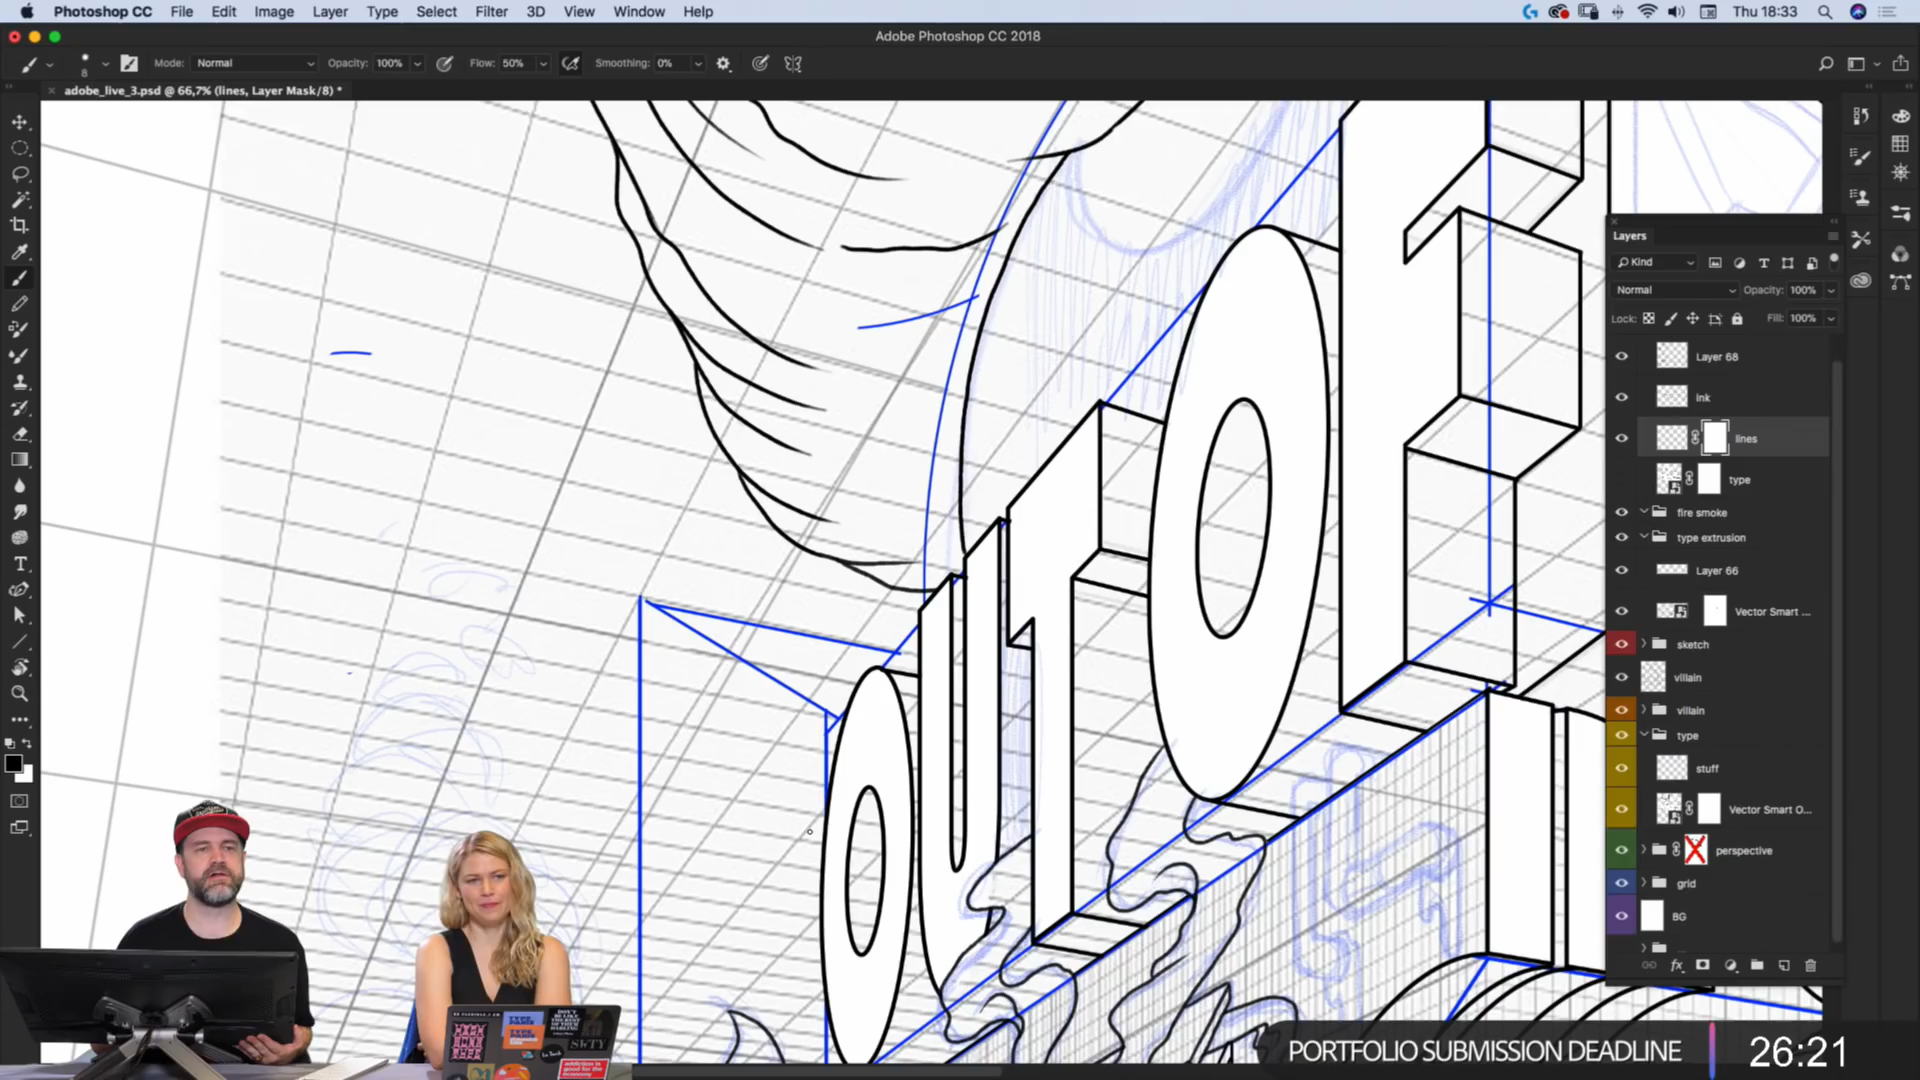 Photoshop CC File Edit Image Layer Type Select Filter 3D View Window Help Thu 18:33
Adobe Photoshop CC 2018
8 Mode: Normal Opacity: 100% Flow: 50% Smoothing: 0%
adobe_live_3.psd @ 66,7% (lines, Layer Mask/8) *
Layers
Kind
Normal Opacity: 100%
Lock: Fill: 100%
Layer 68
ink
lines
type
fire smoke
type extrusion
Layer 66
Vector Smart ...
sketch
villain
villain
type
stuff
Vector Smart O...
perspective
grid
BG
OUT OF
PORTFOLIO SUBMISSION DEADLINE 26:21